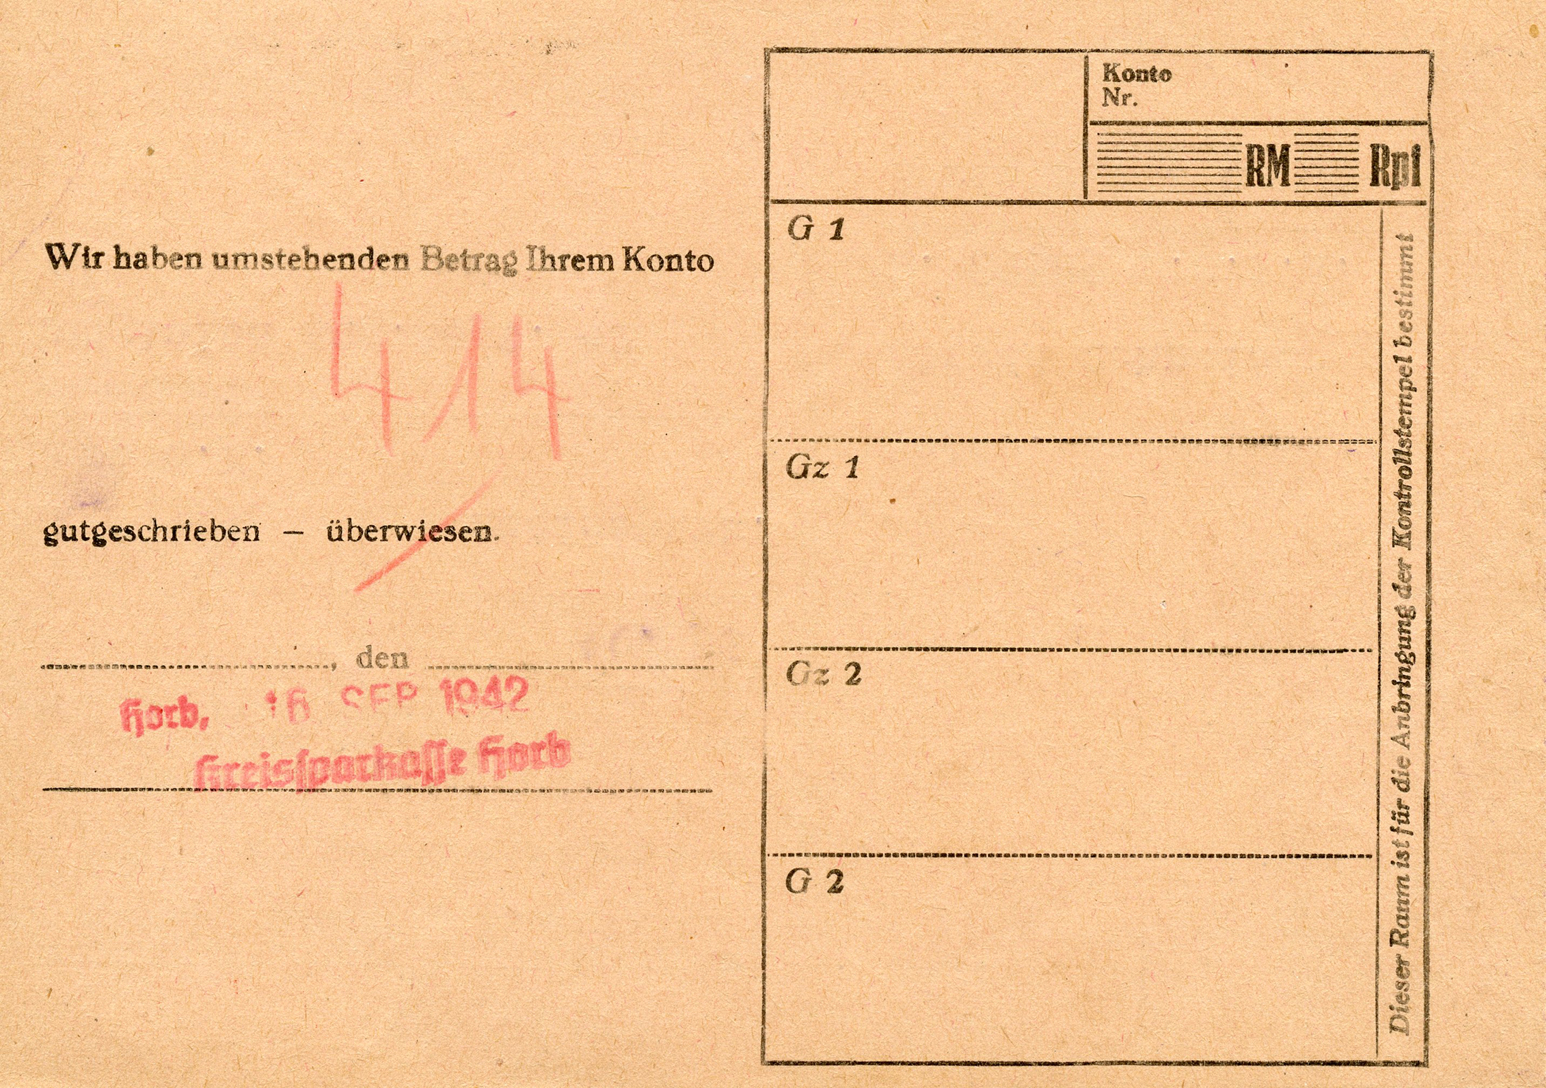 Wir haben umstehenden Betrag Ihrem Konto
414
gutgeschrieben – überwiesen.
, den
Horb, 16 SEP 1942
Kreissparkasse Horb
Konto
Nr.
RM Rpf
G 1
Gz 1
Gz 2
G 2
Dieser Raum ist für die Anbringung der Kontrollstempel bestimmt